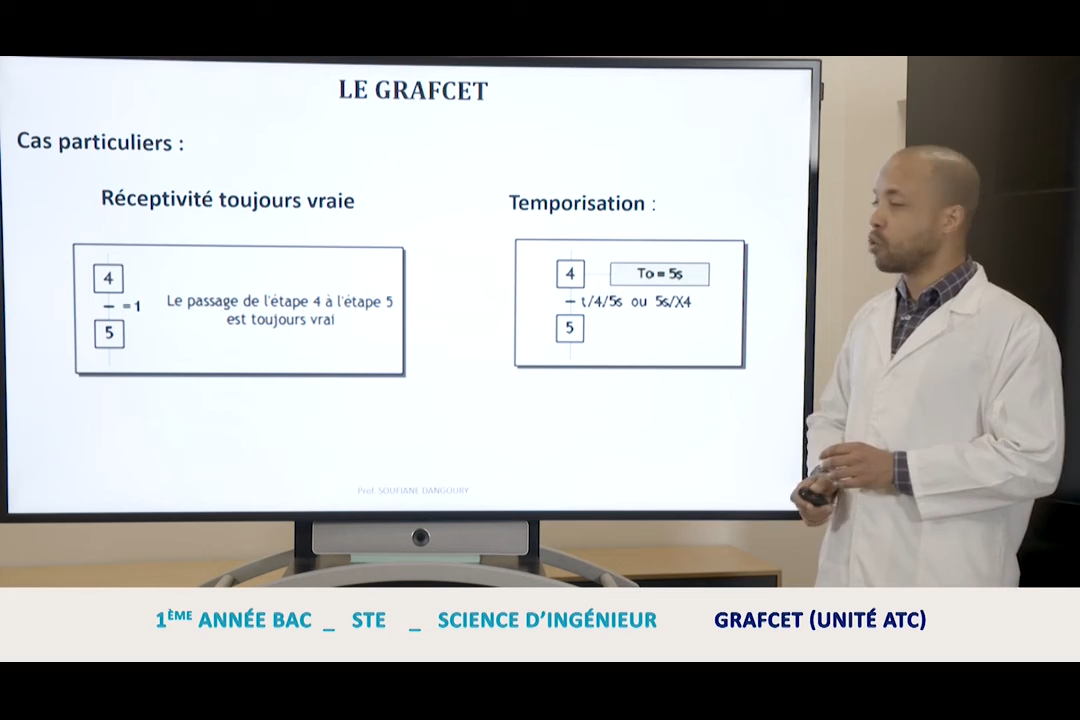 LE GRAFCET
Cas particuliers :
Réceptivité toujours vraie
4
=1
5
Le passage de l'étape 4 à l'étape 5
est toujours vrai
Temporisation :
4
To = 5s
t/4/5s ou 5s/X4
5
Prof. SOUFIANE DANGOURY
1ÈME ANNÉE BAC _ STE _ SCIENCE D'INGÉNIEUR GRAFCET (UNITÉ ATC)